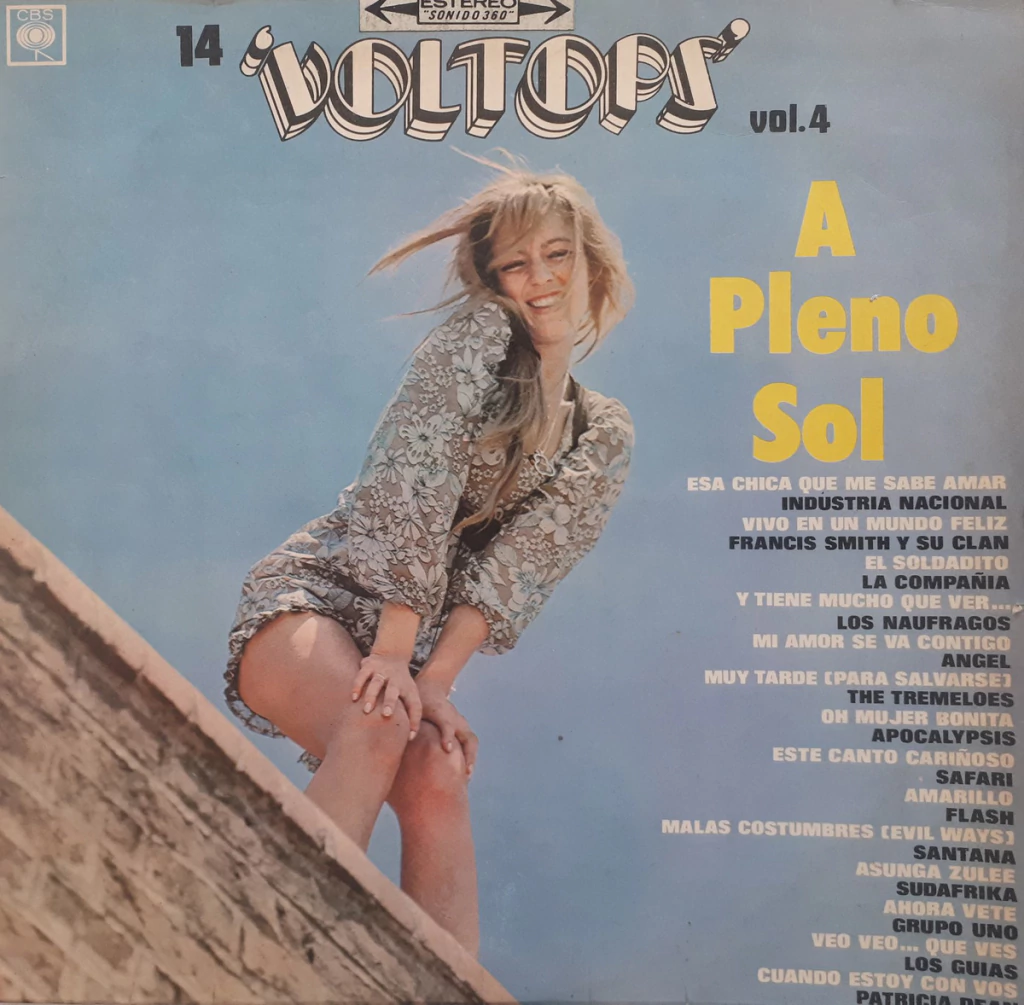 CBS
ESTEREO
"SONIDO 360°"
14 'VOLTOPS' vol.4
A
Pleno
Sol
ESA CHICA QUE ME SABE AMAR
INDUSTRIA NACIONAL
VIVO EN UN MUNDO FELIZ
FRANCIS SMITH Y SU CLAN
EL SOLDADITO
LA COMPAÑIA
Y TIENE MUCHO QUE VER...
LOS NAUFRAGOS
MI AMOR SE VA CONTIGO
ANGEL
MUY TARDE (PARA SALVARSE)
THE TREMELOES
OH MUJER BONITA
APOCALYPSIS
ESTE CANTO CARIÑOSO
SAFARI
AMARILLO
FLASH
MALAS COSTUMBRES (EVIL WAYS)
SANTANA
ASUNGA ZULEE
SUDAFRIKA
AHORA VETE
GRUPO UNO
VEO VEO... QUE VES
LOS GUIAS
CUANDO ESTOY CON VOS
PATRICIA DEAN